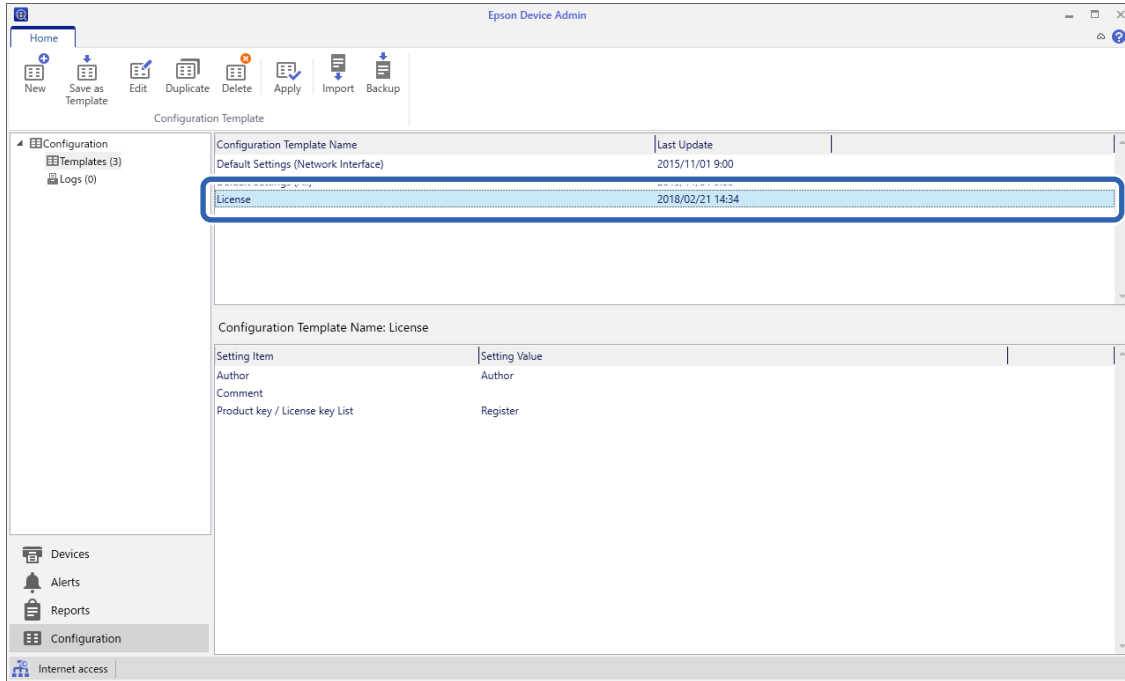 Epson Device Admin
Home
New Save as Template Edit Duplicate Delete Apply Import Backup
Configuration Template
Configuration
Templates (3)
Logs (0)
Configuration Template Name Last Update
Default Settings (Network Interface) 2015/11/01 9:00
License 2018/02/21 14:34
Configuration Template Name: License
Setting Item Setting Value
Author Author
Comment
Product key / License key List Register
Devices
Alerts
Reports
Configuration
Internet access